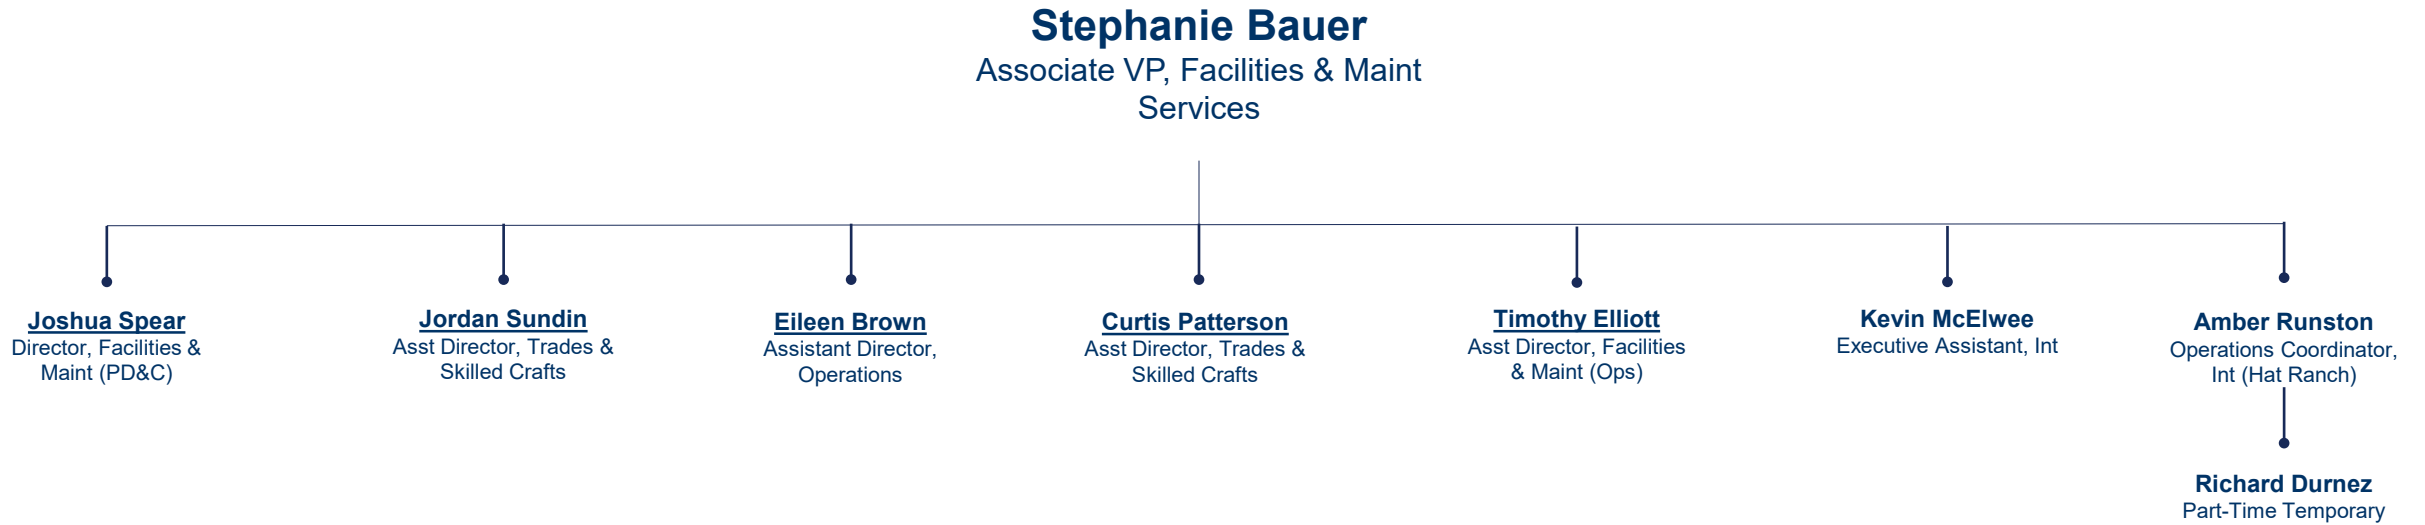 Stephanie Bauer
Associate VP, Facilities & Maint
Services
Joshua Spear
Director, Facilities &
Maint (PD&C)
Jordan Sundin
Asst Director, Trades &
Skilled Crafts
Eileen Brown
Assistant Director,
Operations
Curtis Patterson
Asst Director, Trades &
Skilled Crafts
Timothy Elliott
Asst Director, Facilities
& Maint (Ops)
Kevin McElwee
Executive Assistant, Int
Amber Runston
Operations Coordinator,
Int (Hat Ranch)
Richard Durnez
Part-Time Temporary